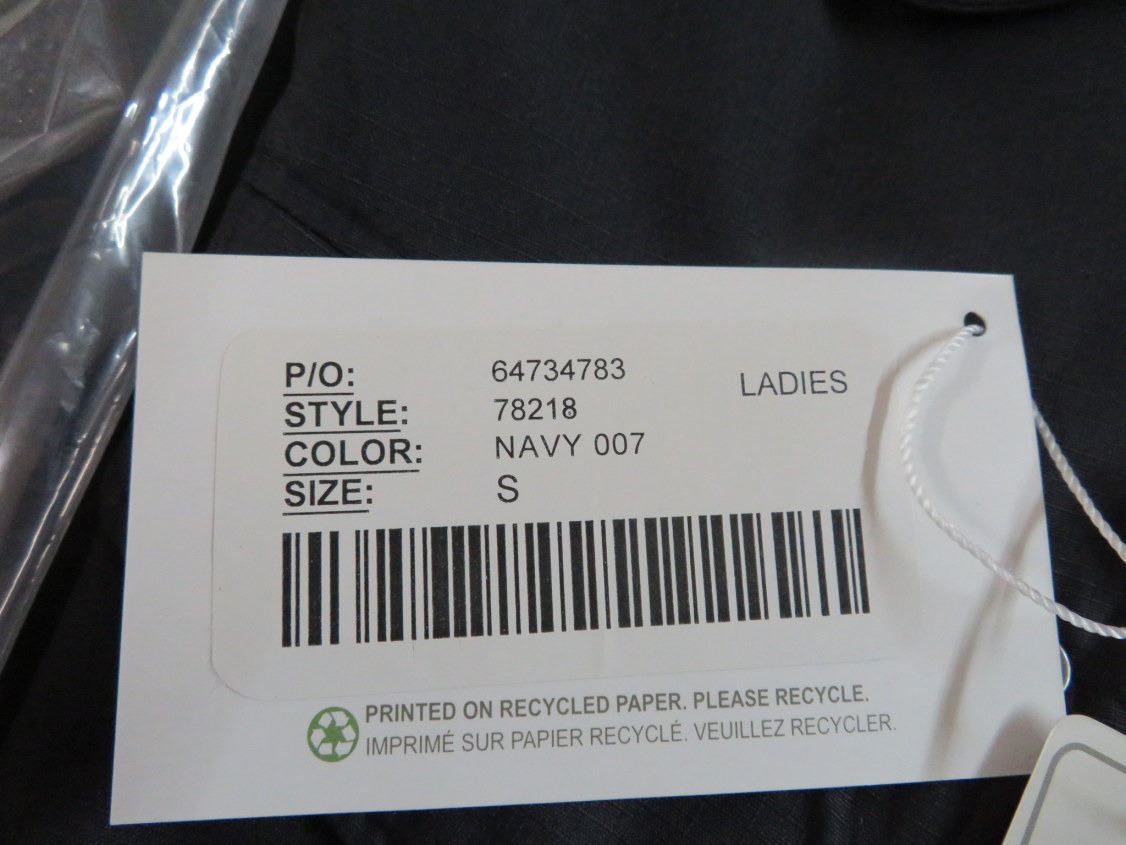 P/O: 64734783 LADIES
STYLE: 78218
COLOR: NAVY 007
SIZE: S
PRINTED ON RECYCLED PAPER. PLEASE RECYCLE.
IMPRIMÉ SUR PAPIER RECYCLÉ. VEUILLEZ RECYCLER.